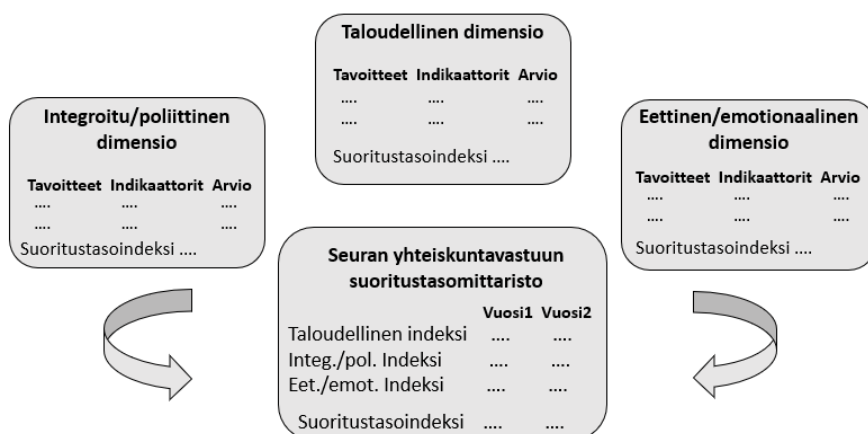 Taloudellinen dimensio
Tavoitteet Indikaattorit Arvio
.... .... ....
.... .... ....
Suoritustasoindeksi ....
Integroitu/poliittinen
dimensio
Tavoitteet Indikaattorit Arvio
.... .... ....
.... .... ....
Suoritustasoindeksi ....
Eettinen/emotionaalinen
dimensio
Tavoitteet Indikaattorit Arvio
.... .... ....
.... .... ....
Suoritustasoindeksi ....
Seuran yhteiskuntavastuun
suoritustasomittaristo
Vuosi1 Vuosi2
Taloudellinen indeksi .... ....
Integ./pol. Indeksi .... ....
Eet./emot. Indeksi .... ....
Suoritustasoindeksi .... ....